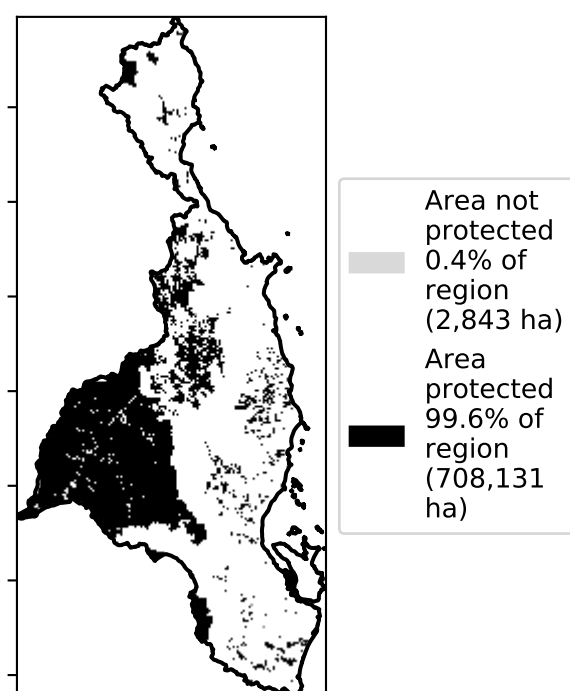 Area not
protected
0.4% of
region
(2,843 ha)
Area
protected
99.6% of
region
(708,131
ha)